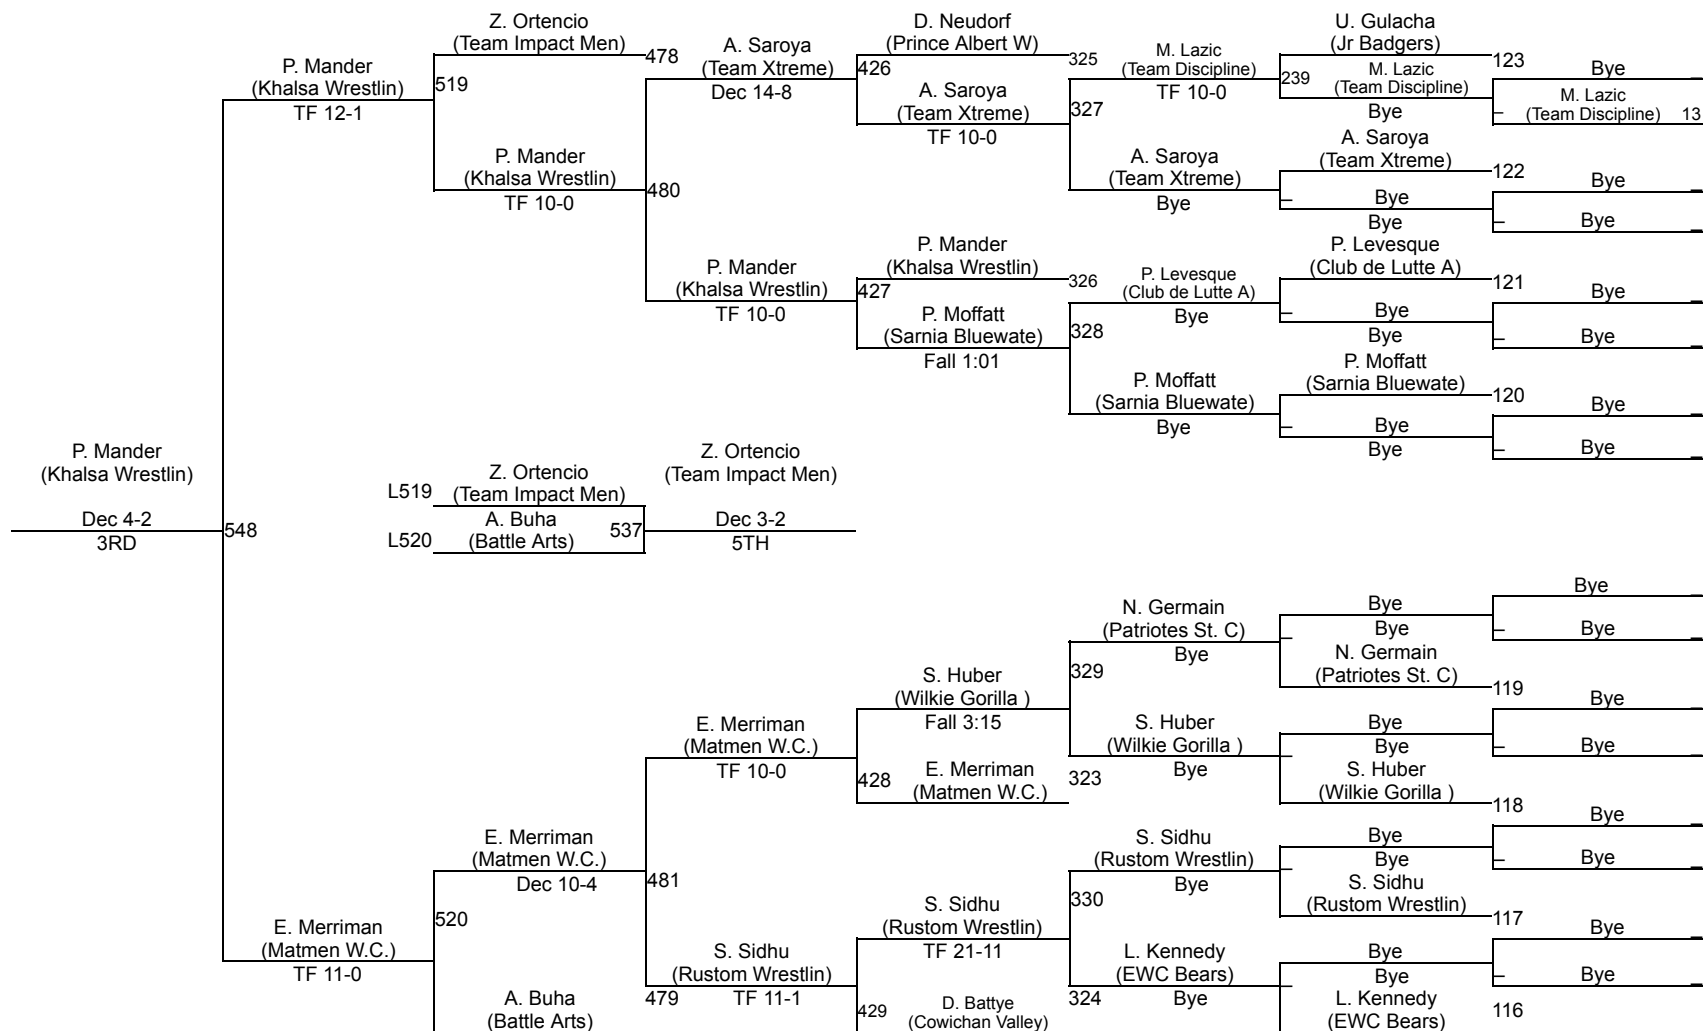 Z. Ortencio
(Team Impact Men)
478
D. Neudorf
(Prince Albert W)
325
U. Gulacha
(Jr Badgers)
123
P. Mander
(Khalsa Wrestlin)
TF 12-1
519
A. Saroya
(Team Xtreme)
Dec 14-8
426
M. Lazic
(Team Discipline)
TF 10-0
239
M. Lazic
(Team Discipline)
Bye
Bye
M. Lazic
(Team Discipline)
13
A. Saroya
(Team Xtreme)
TF 10-0
327
P. Mander
(Khalsa Wrestlin)
TF 10-0
480
A. Saroya
(Team Xtreme)
Bye
A. Saroya
(Team Xtreme)
122
Bye
Bye
Bye
Bye
P. Mander
(Khalsa Wrestlin)
TF 10-0
427
P. Mander
(Khalsa Wrestlin)
326
P. Levesque
(Club de Lutte A)
Bye
P. Levesque
(Club de Lutte A)
121
Bye
Bye
Bye
Bye
P. Moffatt
(Sarnia Bluewate)
Fall 1:01
328
P. Moffatt
(Sarnia Bluewate)
Bye
P. Moffatt
(Sarnia Bluewate)
120
Bye
Bye
Bye
Bye
P. Mander
(Khalsa Wrestlin)
Dec 4-2
3RD
548
L519
Z. Ortencio
(Team Impact Men)
L520
A. Buha
(Battle Arts)
537
Z. Ortencio
(Team Impact Men)
Dec 3-2
5TH
Bye
Bye
N. Germain
(Patriotes St. C)
Bye
Bye
Bye
N. Germain
(Patriotes St. C)
119
S. Huber
(Wilkie Gorilla )
Fall 3:15
329
E. Merriman
(Matmen W.C.)
TF 10-0
S. Huber
(Wilkie Gorilla )
Bye
Bye
Bye
Bye
Bye
428
E. Merriman
(Matmen W.C.)
323
S. Huber
(Wilkie Gorilla )
118
E. Merriman
(Matmen W.C.)
Dec 10-4
481
S. Sidhu
(Rustom Wrestlin)
Bye
Bye
Bye
Bye
Bye
S. Sidhu
(Rustom Wrestlin)
117
E. Merriman
(Matmen W.C.)
TF 11-0
520
S. Sidhu
(Rustom Wrestlin)
TF 21-11
330
S. Sidhu
(Rustom Wrestlin)
TF 11-1
L. Kennedy
(EWC Bears)
Bye
Bye
Bye
Bye
Bye
A. Buha
(Battle Arts)
479
429
D. Battye
(Cowichan Valley)
324
L. Kennedy
(EWC Bears)
116